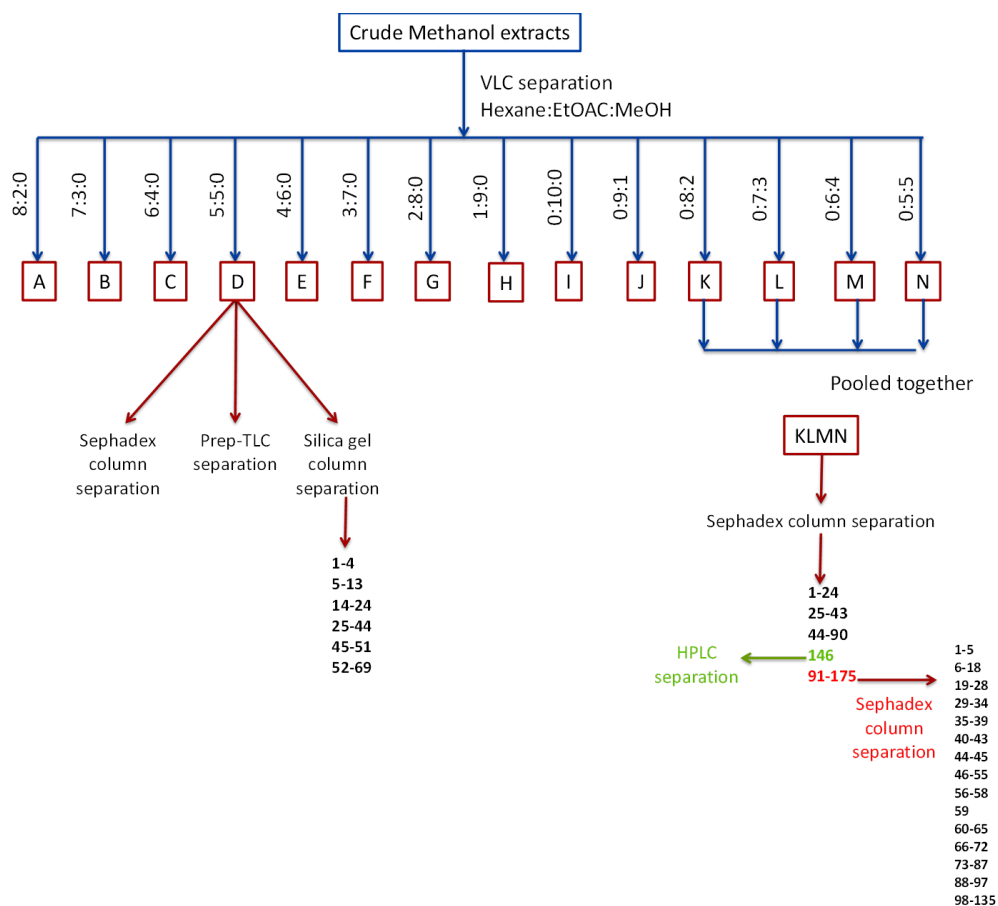 Crude Methanol extracts
VLC separation
Hexane:EtOAC:MeOH
8:2:0
7:3:0
6:4:0
5:5:0
4:6:0
3:7:0
2:8:0
1:9:0
0:10:0
0:9:1
0:8:2
0:7:3
0:6:4
0:5:5
A
B
C
D
E
F
G
H
I
J
K
L
M
N
Pooled together
KLMN
Sephadex
column
separation
Prep-TLC
separation
Silica gel
column
separation
1-4
5-13
14-24
25-44
45-51
52-69
Sephadex column separation
1-24
25-43
44-90
146
91-175
HPLC
separation
Sephadex
column
separation
1-5
6-18
19-28
29-34
35-39
40-43
44-45
46-55
56-58
59
60-65
66-72
73-87
88-97
98-135